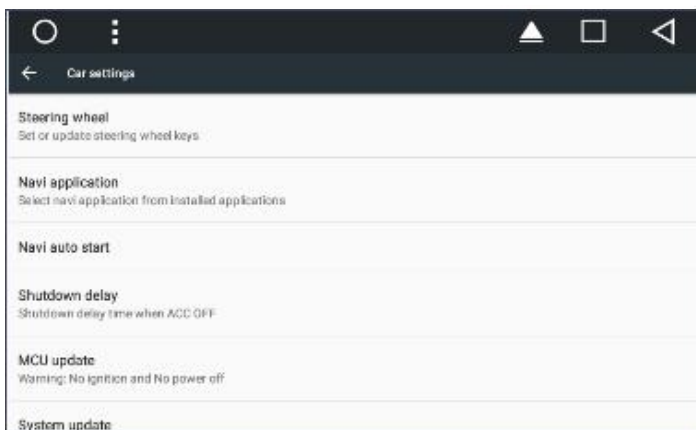 Car settings
Steering wheel
Set or update steering wheel keys
Navi application
Select navi application from installed applications
Navi auto start
Shutdown delay
Shutdown delay time when ACC OFF
MCU update
Warning: No ignition and No power off
System update